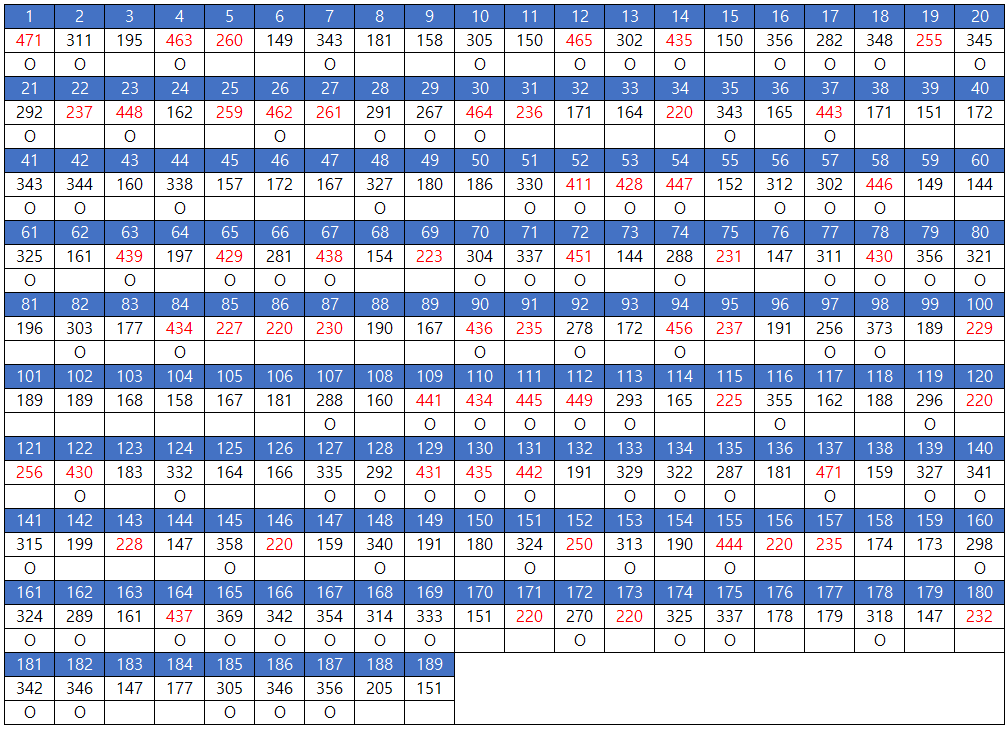 1 2 3 4 5 6 7 8 9 10 11 12 13 14 15 16 17 18 19 20
471 311 195 463 260 149 343 181 158 305 150 465 302 435 150 356 282 348 255 345
O O O O O O O O O O O O
21 22 23 24 25 26 27 28 29 30 31 32 33 34 35 36 37 38 39 40
292 237 448 162 259 462 261 291 267 464 236 171 164 220 343 165 443 171 151 172
O O O O O O O O
41 42 43 44 45 46 47 48 49 50 51 52 53 54 55 56 57 58 59 60
343 344 160 338 157 172 167 327 180 186 330 411 428 447 152 312 302 446 149 144
O O O O O O O O O O O
61 62 63 64 65 66 67 68 69 70 71 72 73 74 75 76 77 78 79 80
325 161 439 197 429 281 438 154 223 304 337 451 144 288 231 147 311 430 356 321
O O O O O O O O O O O O O
81 82 83 84 85 86 87 88 89 90 91 92 93 94 95 96 97 98 99 100
196 303 177 434 227 220 230 190 167 436 235 278 172 456 237 191 256 373 189 229
O O O O O O O
101 102 103 104 105 106 107 108 109 110 111 112 113 114 115 116 117 118 119 120
189 189 168 158 167 181 288 160 441 434 445 449 293 165 225 355 162 188 296 220
O O O O O O O O
121 122 123 124 125 126 127 128 129 130 131 132 133 134 135 136 137 138 139 140
256 430 183 332 164 166 335 292 431 435 442 191 329 322 287 181 471 159 327 341
O O O O O O O O O O O O O
141 142 143 144 145 146 147 148 149 150 151 152 153 154 155 156 157 158 159 160
315 199 228 147 358 220 159 340 191 180 324 250 313 190 444 220 235 174 173 298
O O O O O O O
161 162 163 164 165 166 167 168 169 170 171 172 173 174 175 176 177 178 179 180
324 289 161 437 369 342 354 314 333 151 220 270 220 325 337 178 179 318 147 232
O O O O O O O O O O O O
181 182 183 184 185 186 187 188 189
342 346 147 177 305 346 356 205 151
O O O O O